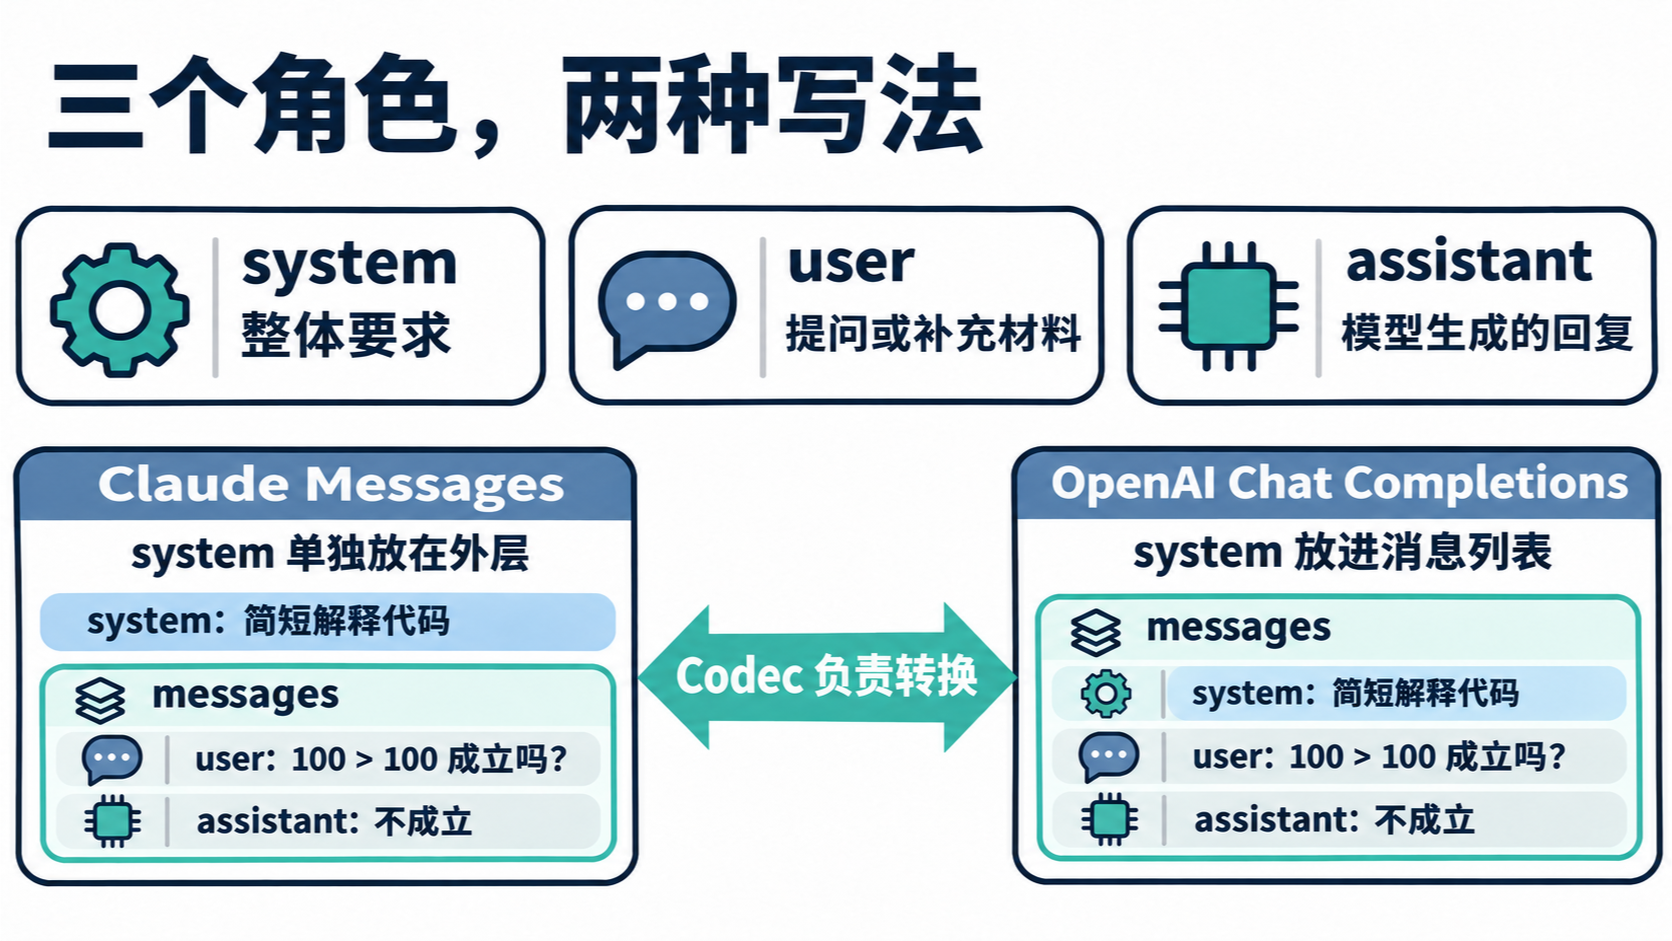 三个角色，两种写法
system
整体要求
user
提问或补充材料
assistant
模型生成的回复
Claude Messages
system 单独放在外层
system：简短解释代码
messages
user：100 > 100 成立吗？
assistant：不成立
Codec 负责转换
OpenAI Chat Completions
system 放进消息列表
messages
system：简短解释代码
user：100 > 100 成立吗？
assistant：不成立